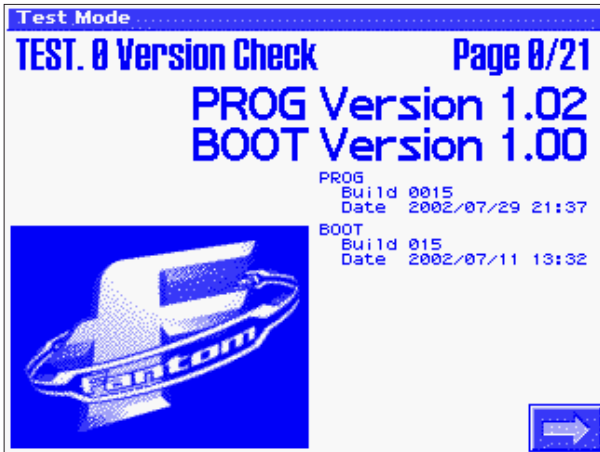 Test Mode
TEST. 0 Version Check Page 0/21
PROG Version 1.02
BOOT Version 1.00
PROG
Build 0015
Date 2002/07/29 21:37
BOOT
Build 015
Date 2002/07/11 13:32
Fantom